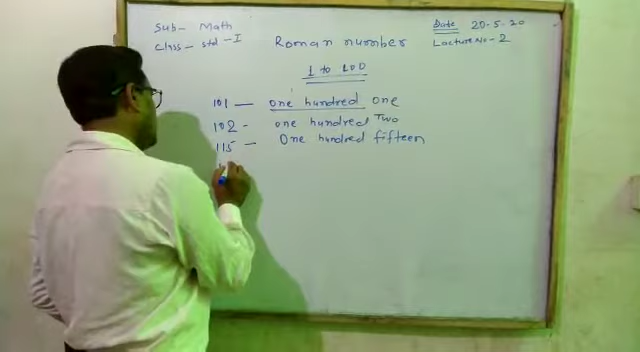 Sub- Math
Class- std-I
Roman number
Date 20-5-20
Lecture No-2
1 to 100
101 — one hundred one
102 - one hundred Two
115 — One hundred fifteen